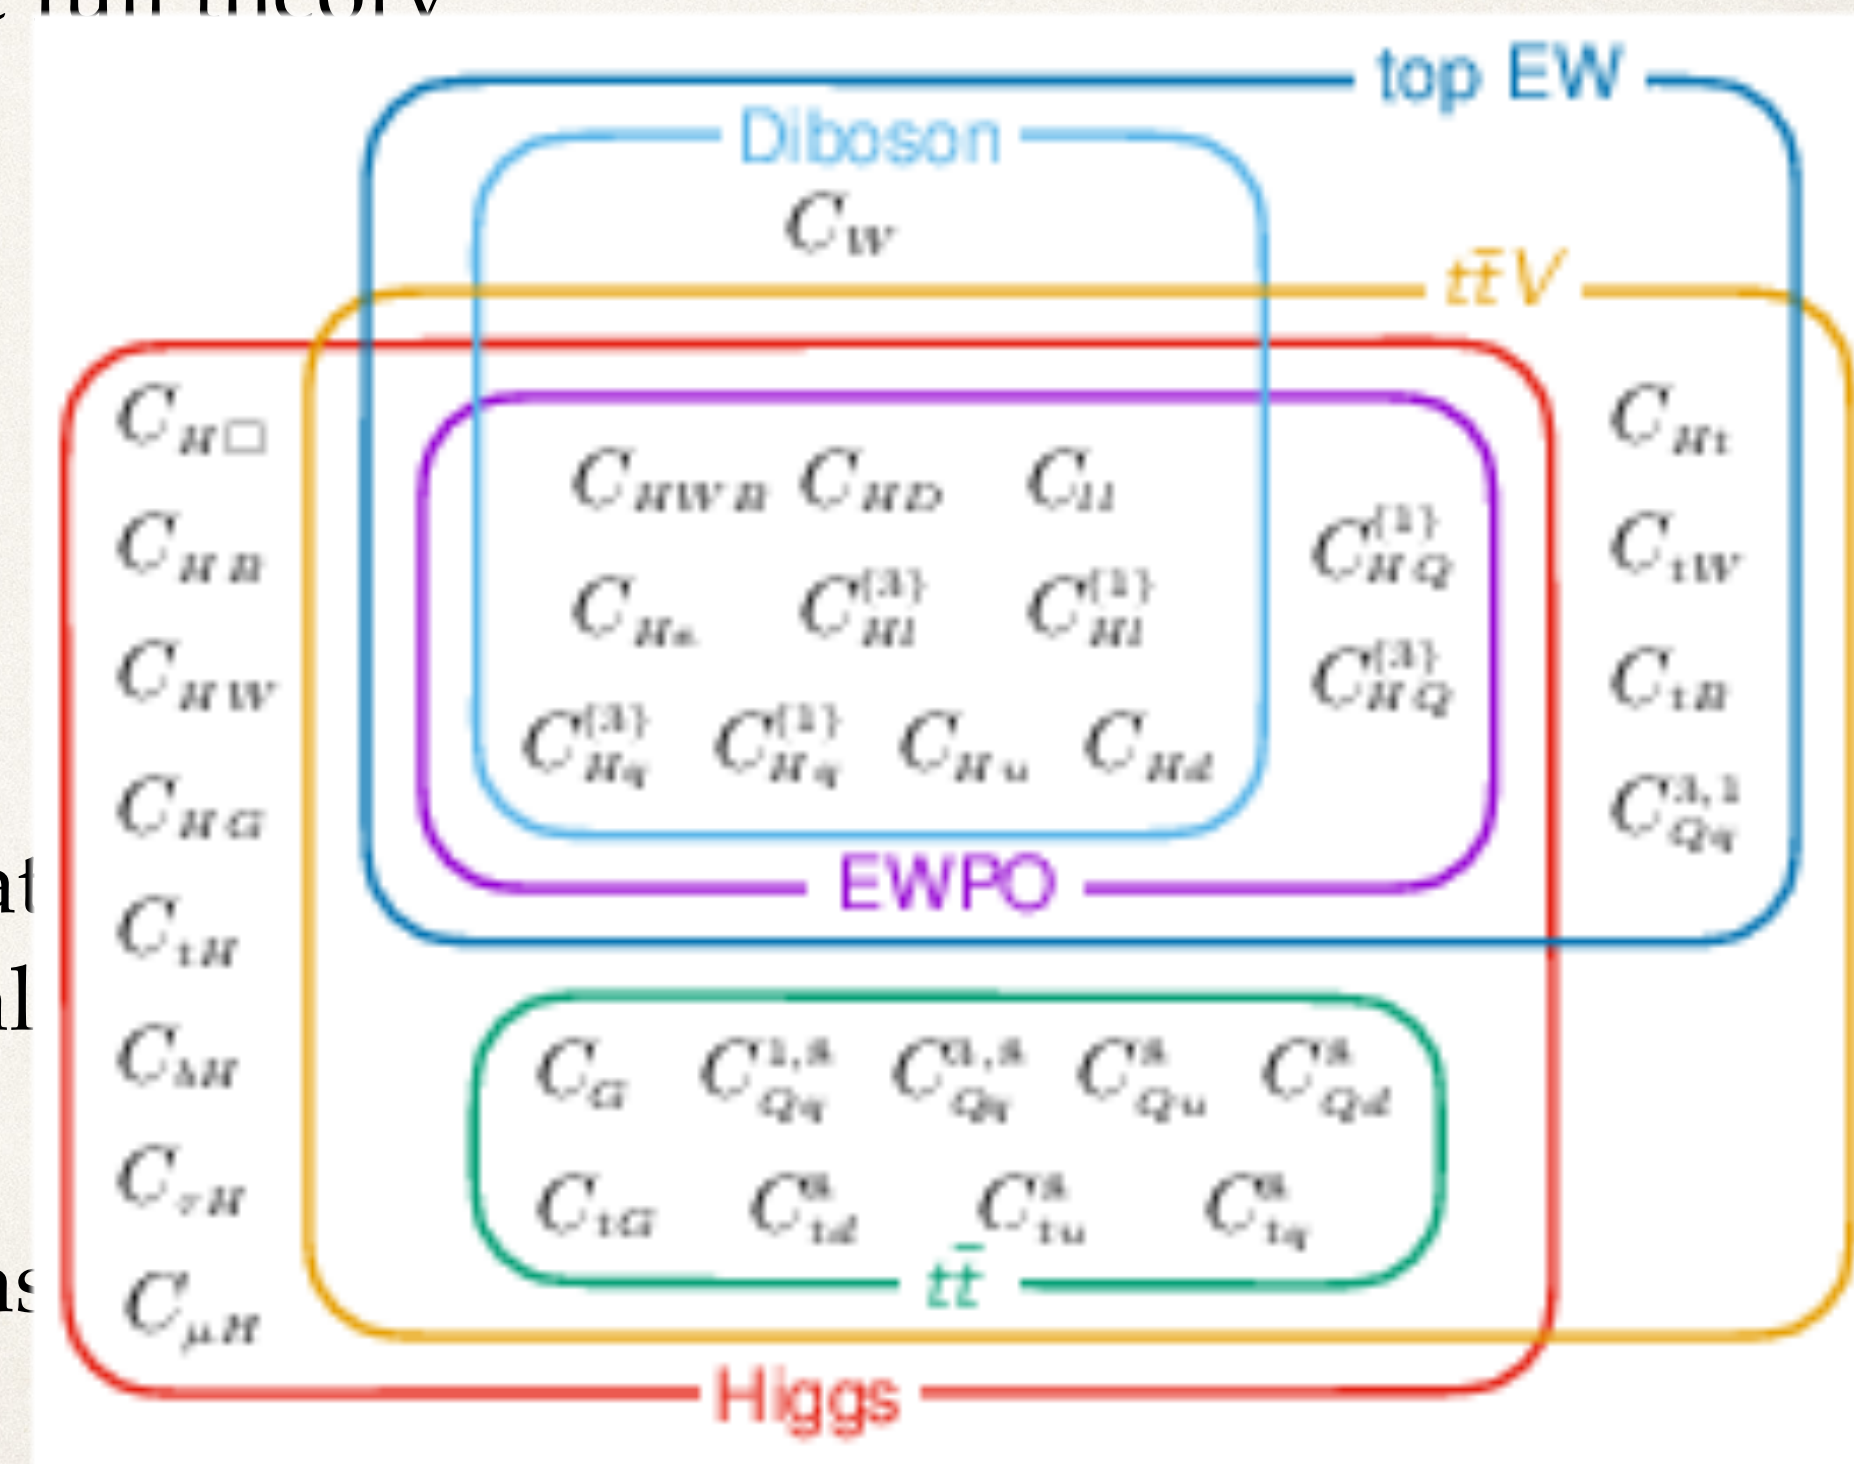 full theory
top EW
Diboson
C_W
tt̄V
C_{H□} C_{HWB} C_{HD} C_{ll} C_{Ht}
C_{HB} C_{He} C_{Hl}^{(3)} C_{Hl}^{(1)} C_{HQ}^{(1)} C_{tW}
C_{HW} C_{Hq}^{(3)} C_{Hq}^{(1)} C_{Hu} C_{Hd} C_{HQ}^{(3)} C_{tB}
C_{HG} C_{Qq}^{3,1}
EWPO
C_{tH}
C_{bH} C_G C_{Qq}^{1,8} C_{Qq}^{3,8} C_{Qu}^{8} C_{Qd}^{8}
C_{τH} C_{tG} C_{td}^{8} C_{tu}^{8} C_{tq}^{8}
C_{μH} tt̄
Higgs